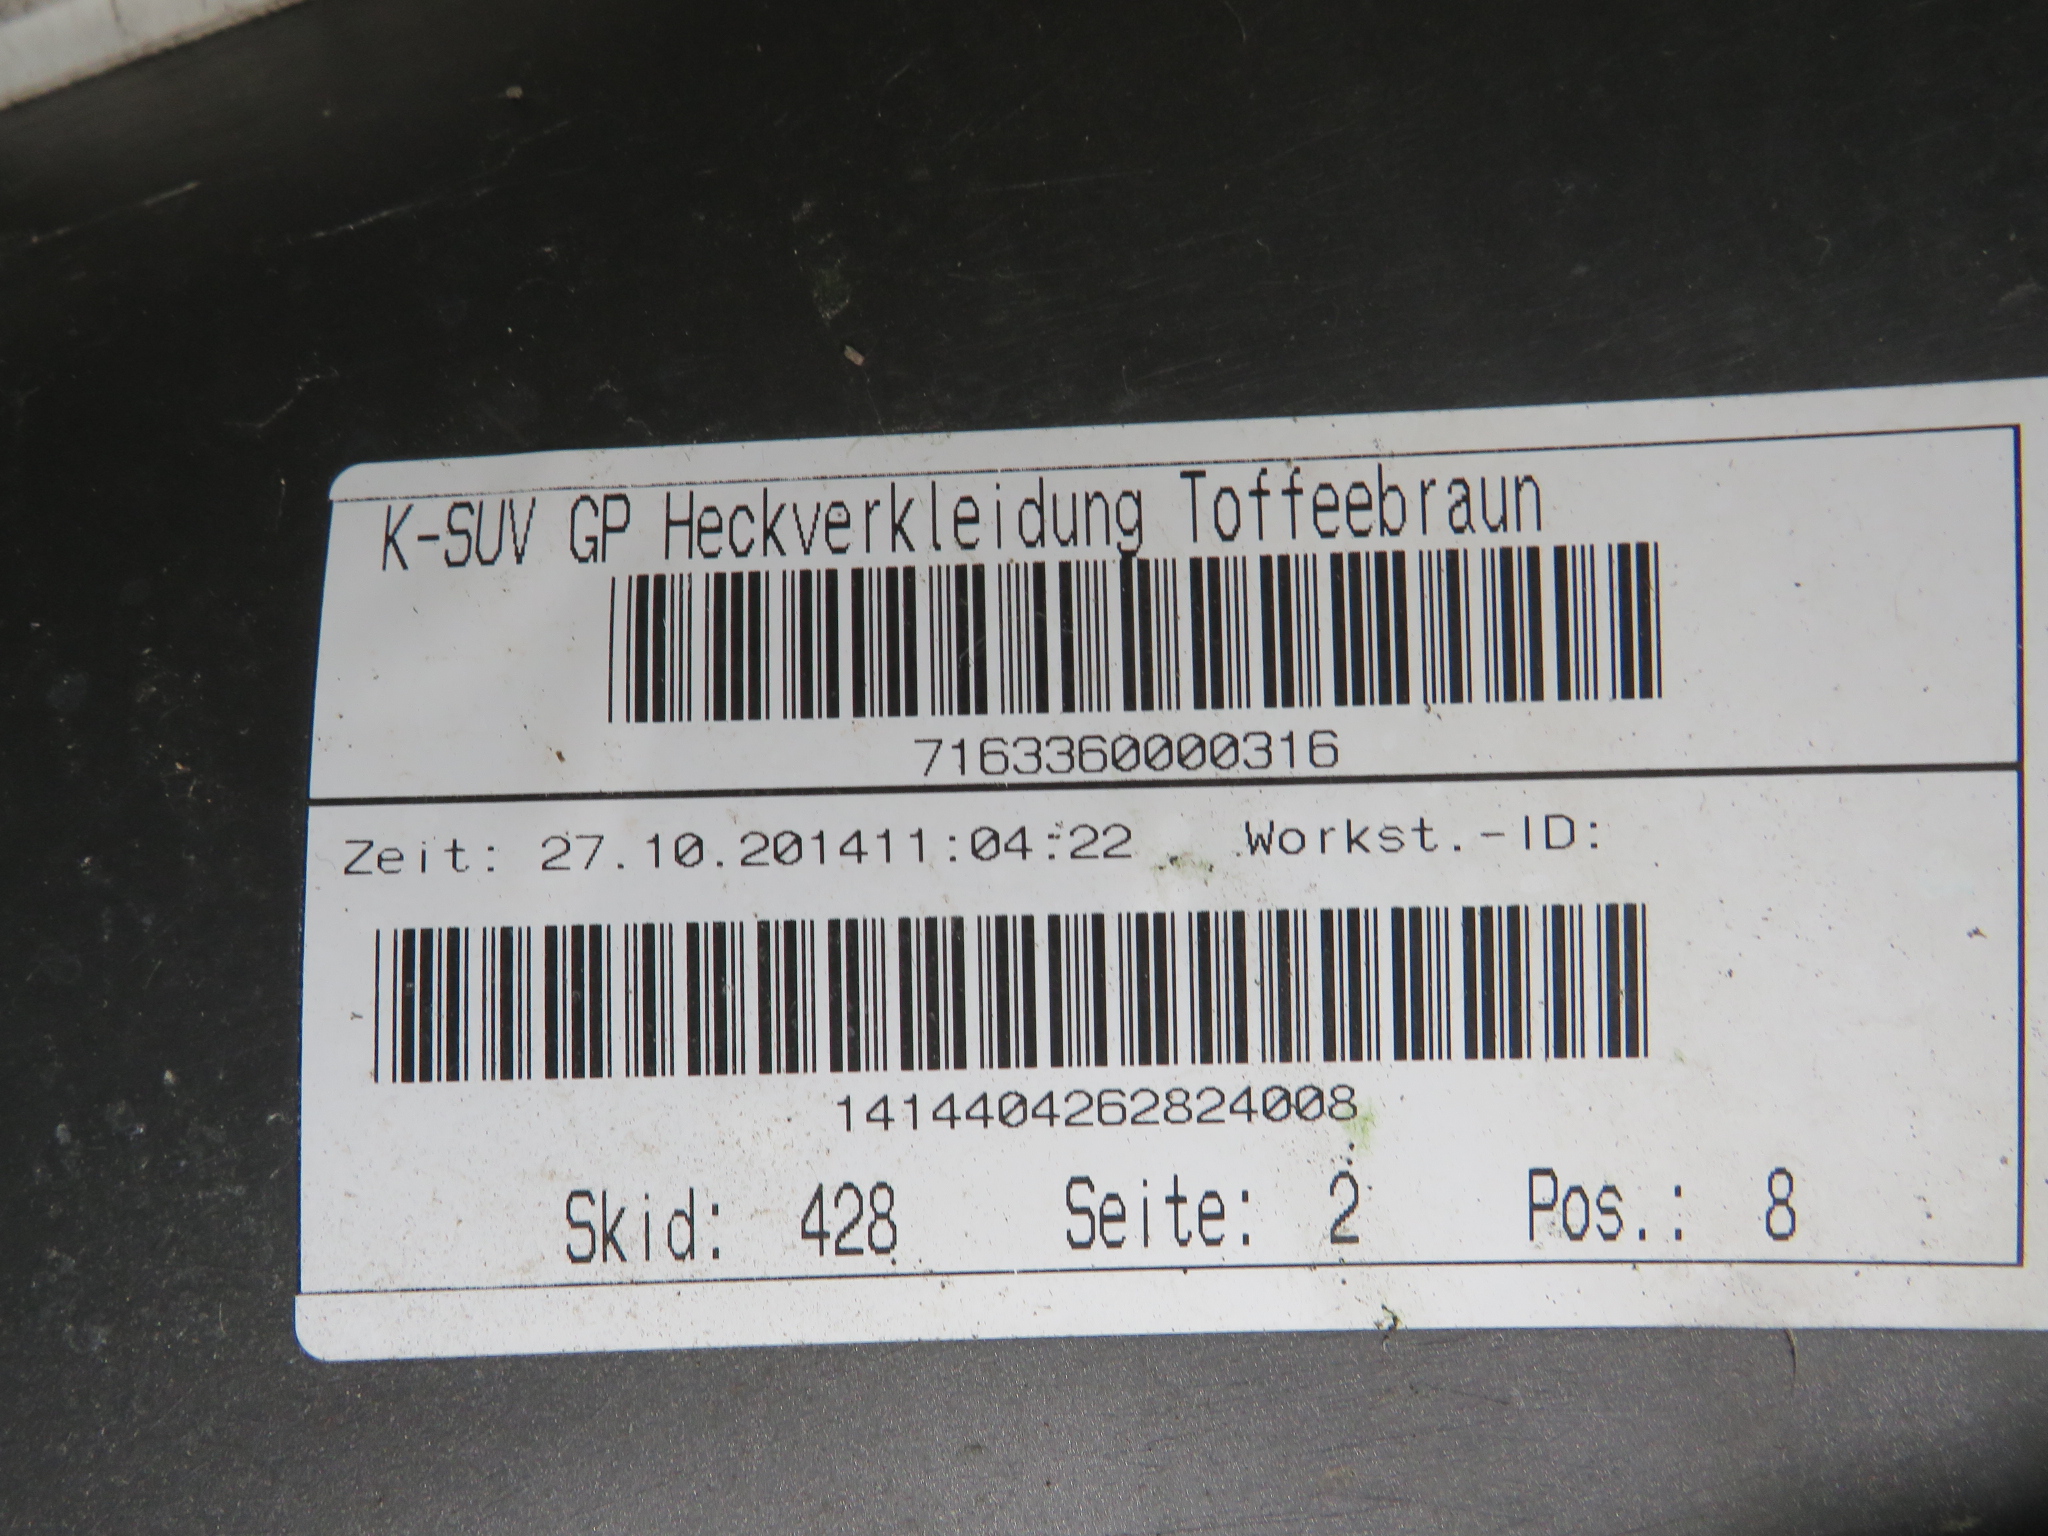 K-SUV GP Heckverkleidung Toffeebraun
7163360000316
Zeit: 27.10.201411:04:22 Workst.-ID:
1414404262824008
Skid: 428 Seite: 2 Pos.: 8